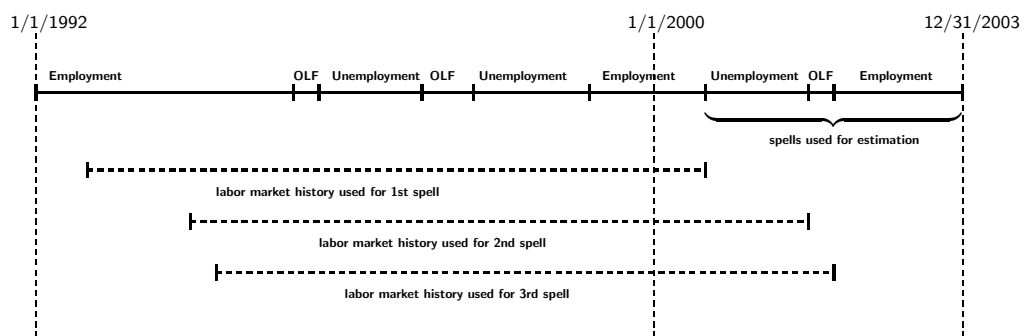 1/1/1992 1/1/2000 12/31/2003
Employment OLF Unemployment OLF Unemployment Employment Unemployment OLF Employment
spells used for estimation
labor market history used for 1st spell
labor market history used for 2nd spell
labor market history used for 3rd spell